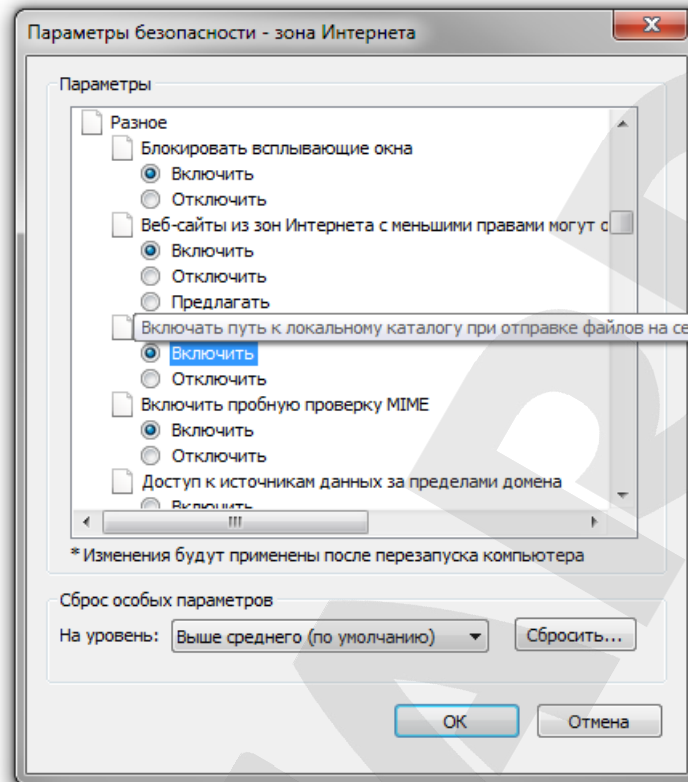 Параметры безопасности - зона Интернета
Параметры
Разное
Блокировать всплывающие окна
Включить
Отключить
Веб-сайты из зон Интернета с меньшими правами могут о
Включить
Отключить
Предлагать
Включать путь к локальному каталогу при отправке файлов на се
Включить
Отключить
Включить пробную проверку MIME
Включить
Отключить
Доступ к источникам данных за пределами домена
Включить
* Изменения будут применены после перезапуска компьютера
Сброс особых параметров
На уровень: Выше среднего (по умолчанию) Сбросить...
ОК Отмена